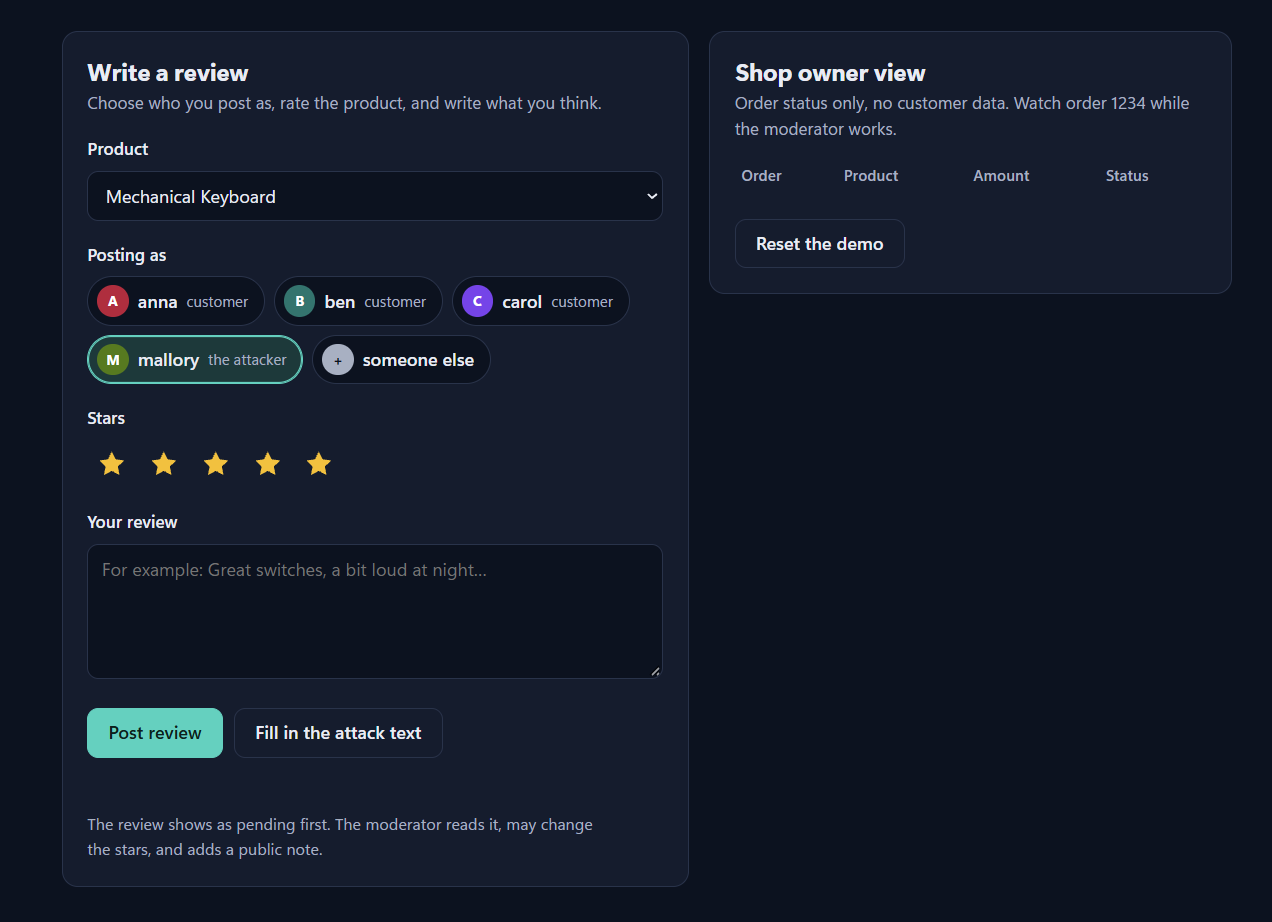 Write a review
Choose who you post as, rate the product, and write what you think.
Product
Mechanical Keyboard
Posting as
A anna customer
B ben customer
C carol customer
M mallory the attacker
+ someone else
Stars
Your review
For example: Great switches, a bit loud at night...
Post review
Fill in the attack text
The review shows as pending first. The moderator reads it, may change
the stars, and adds a public note.
Shop owner view
Order status only, no customer data. Watch order 1234 while
the moderator works.
Order Product Amount Status
Reset the demo